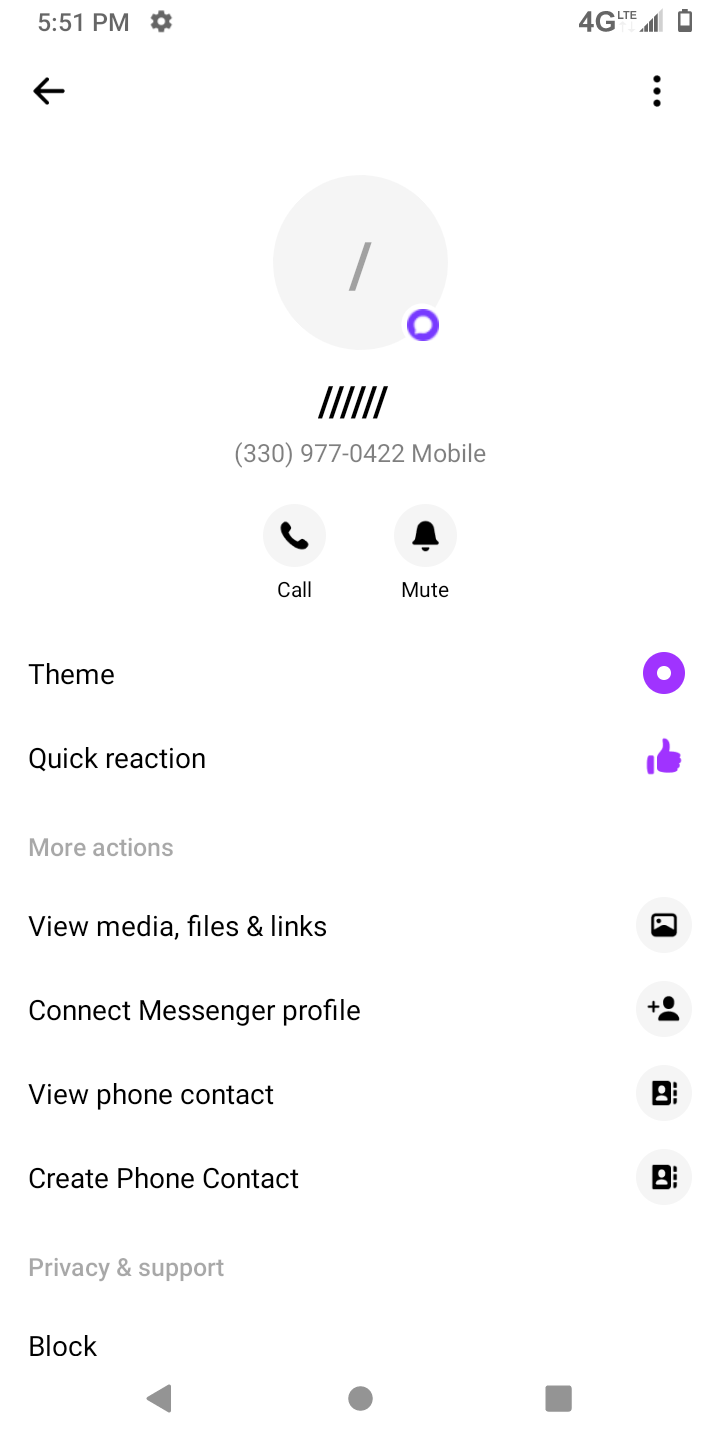 5:51 PM 4G LTE
/
//////
(330) 977-0422 Mobile
Call Mute
Theme
Quick reaction
More actions
View media, files & links
Connect Messenger profile
View phone contact
Create Phone Contact
Privacy & support
Block